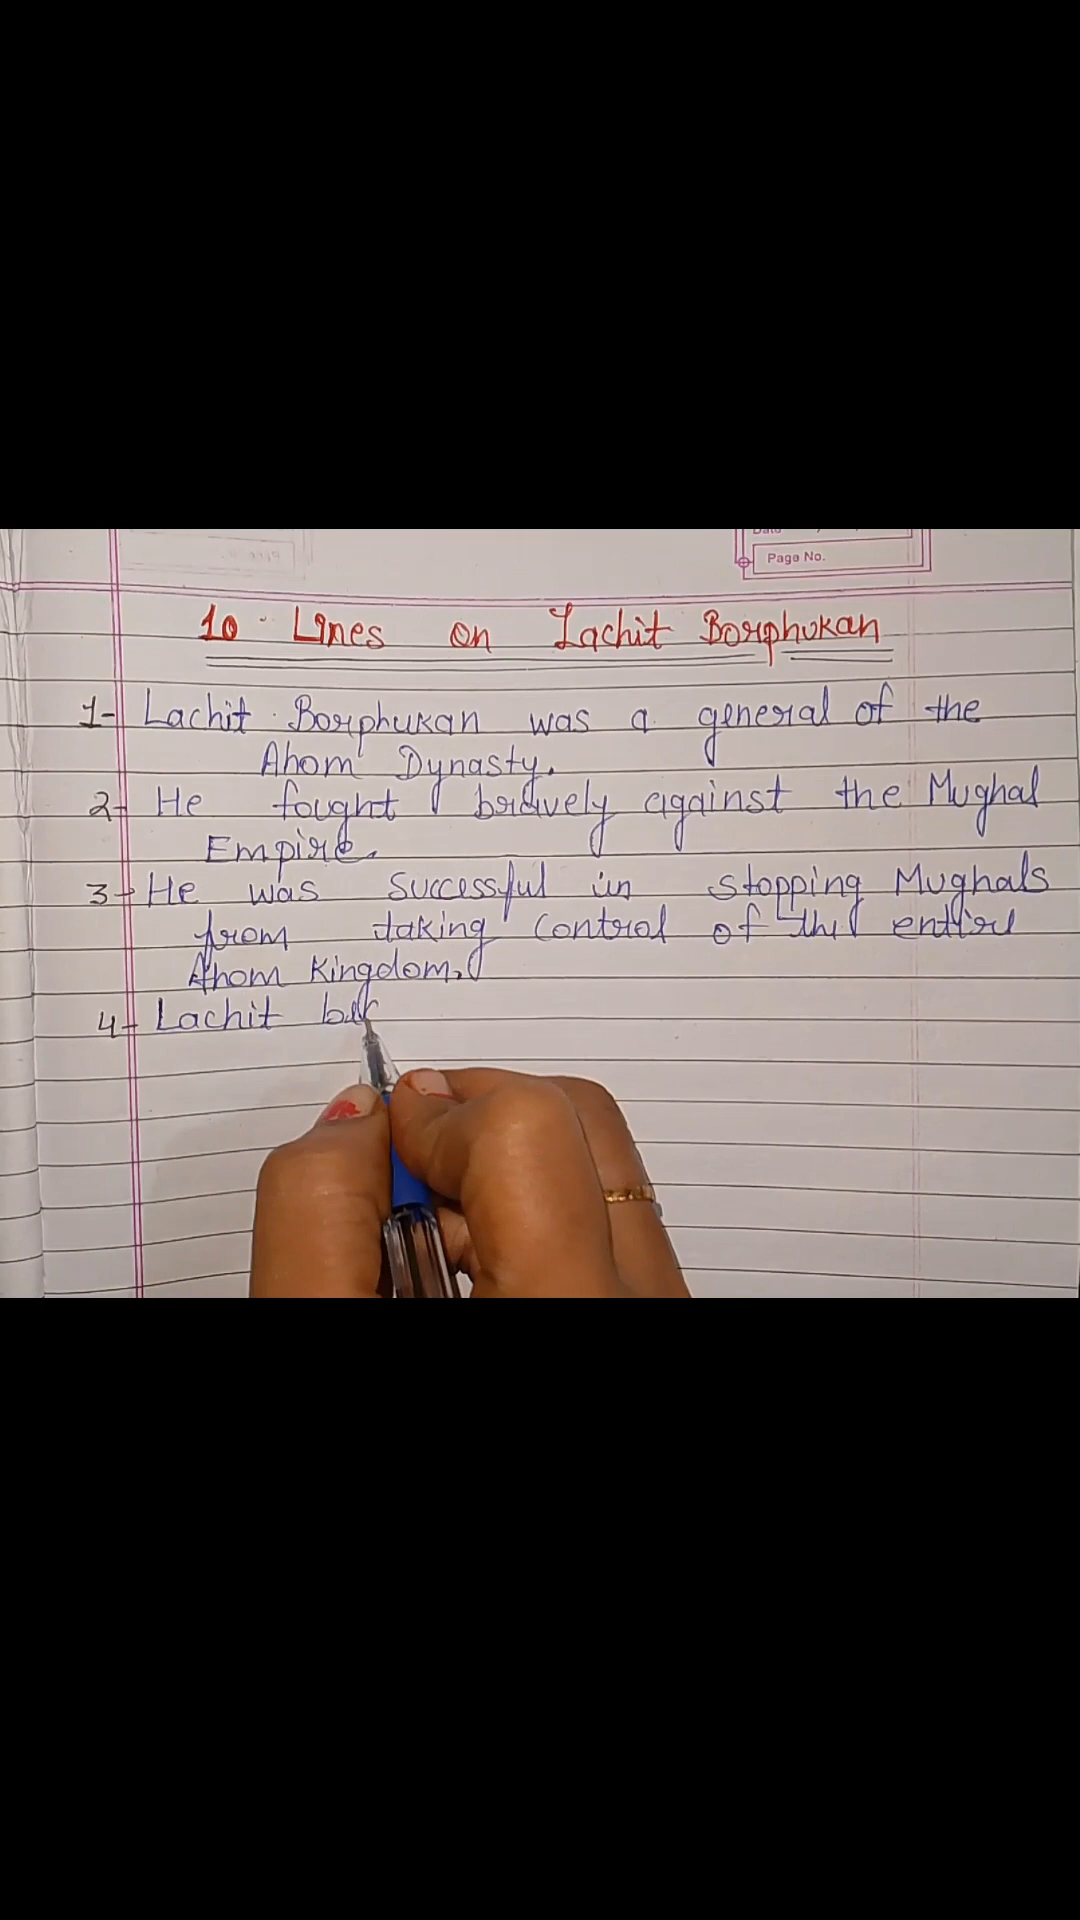 Page No.
10 Lines on Lachit Borphukan
1- Lachit Borphukan was a general of the
Ahom Dynasty.
2- He fought bravely against the Mughal
Empire.
3- He was successful in stopping Mughals
from taking control of the entire
Ahom Kingdom.
4- Lachit